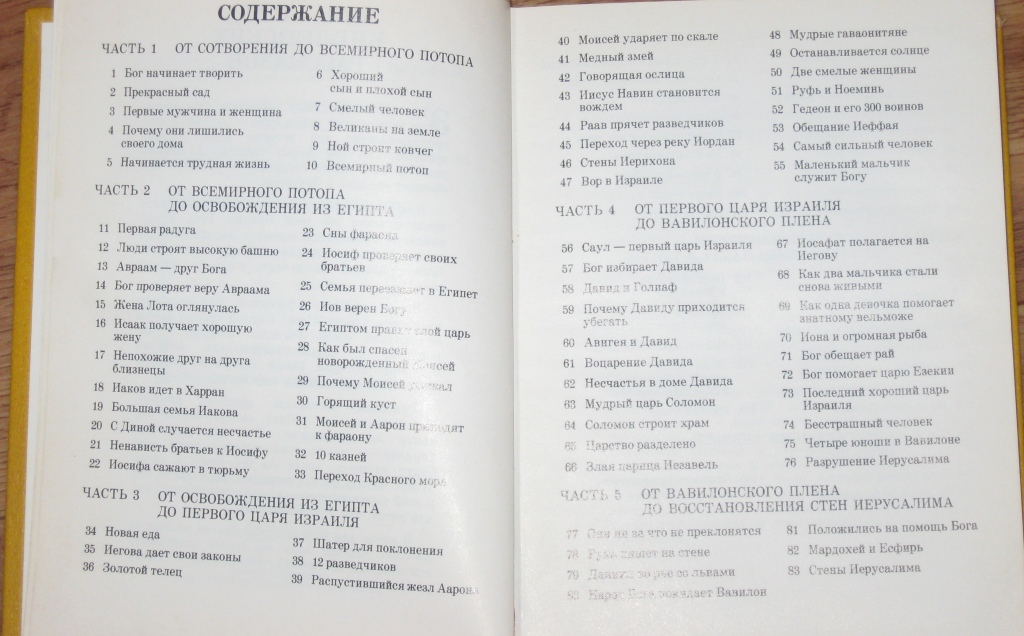 СОДЕРЖАНИЕ
ЧАСТЬ 1 ОТ СОТВОРЕНИЯ ДО ВСЕМИРНОГО ПОТОПА
1 Бог начинает творить
2 Прекрасный сад
3 Первые мужчина и женщина
4 Почему они лишились
своего дома
5 Начинается трудная жизнь
6 Хороший
сын и плохой сын
7 Смелый человек
8 Великаны на земле
9 Ной строит ковчег
10 Всемирный потоп
ЧАСТЬ 2 ОТ ВСЕМИРНОГО ПОТОПА
ДО ОСВОБОЖДЕНИЯ ИЗ ЕГИПТА
11 Первая радуга
12 Люди строят высокую башню
13 Авраам — друг Бога
14 Бог проверяет веру Авраама
15 Жена Лота оглянулась
16 Исаак получает хорошую
жену
17 Непохожие друг на друга
близнецы
18 Иаков идет в Харран
19 Большая семья Иакова
20 С Диной случается несчастье
21 Ненависть братьев к Иосифу
22 Иосифа сажают в тюрьму
23 Сны фараона
24 Иосиф проверяет своих
братьев
25 Семья переезжает в Египет
26 Иов верен Богу
27 Египтом правит злой царь
28 Как был спасен
новорожденный Моисей
29 Почему Моисей убежал
30 Горящий куст
31 Моисей и Аарон приходят
к фараону
32 10 казней
33 Переход Красного моря
ЧАСТЬ 3 ОТ ОСВОБОЖДЕНИЯ ИЗ ЕГИПТА
ДО ПЕРВОГО ЦАРЯ ИЗРАИЛЯ
34 Новая еда
35 Иегова дает свои законы
36 Золотой телец
37 Шатер для поклонения
38 12 разведчиков
39 Распустившийся жезл Аарона
40 Моисей ударяет по скале
41 Медный змей
42 Говорящая ослица
43 Иисус Навин становится
вождем
44 Раав прячет разведчиков
45 Переход через реку Иордан
46 Стены Иерихона
47 Вор в Израиле
48 Мудрые гаваонитяне
49 Останавливается солнце
50 Две смелые женщины
51 Руфь и Ноеминь
52 Гедеон и его 300 воинов
53 Обещание Иеффая
54 Самый сильный человек
55 Маленький мальчик
служит Богу
ЧАСТЬ 4 ОТ ПЕРВОГО ЦАРЯ ИЗРАИЛЯ
ДО ВАВИЛОНСКОГО ПЛЕНА
56 Саул — первый царь Израиля
57 Бог избирает Давида
58 Давид и Голиаф
59 Почему Давиду приходится
убегать
60 Авигея и Давид
61 Воцарение Давида
62 Несчастья в доме Давида
63 Мудрый царь Соломон
64 Соломон строит храм
65 Царство разделено
66 Злая царица Иезавель
67 Иосафат полагается на
Иегову
68 Как два мальчика стали
снова живыми
69 Как одна девочка помогает
знатному вельможе
70 Иона и огромная рыба
71 Бог обещает рай
72 Бог помогает царю Езекии
73 Последний хороший царь
Израиля
74 Бесстрашный человек
75 Четыре юноши в Вавилоне
76 Разрушение Иерусалима
ЧАСТЬ 5 ОТ ВАВИЛОНСКОГО ПЛЕНА
ДО ВОССТАНОВЛЕНИЯ СТЕН ИЕРУСАЛИМА
77 Они не за что не преклонятся
78 Рука пишет на стене
79 Даниил во рве со львами
80 Народ Бога покидает Вавилон
81 Положились на помощь Бога
82 Мардохей и Есфирь
83 Стены Иерусалима